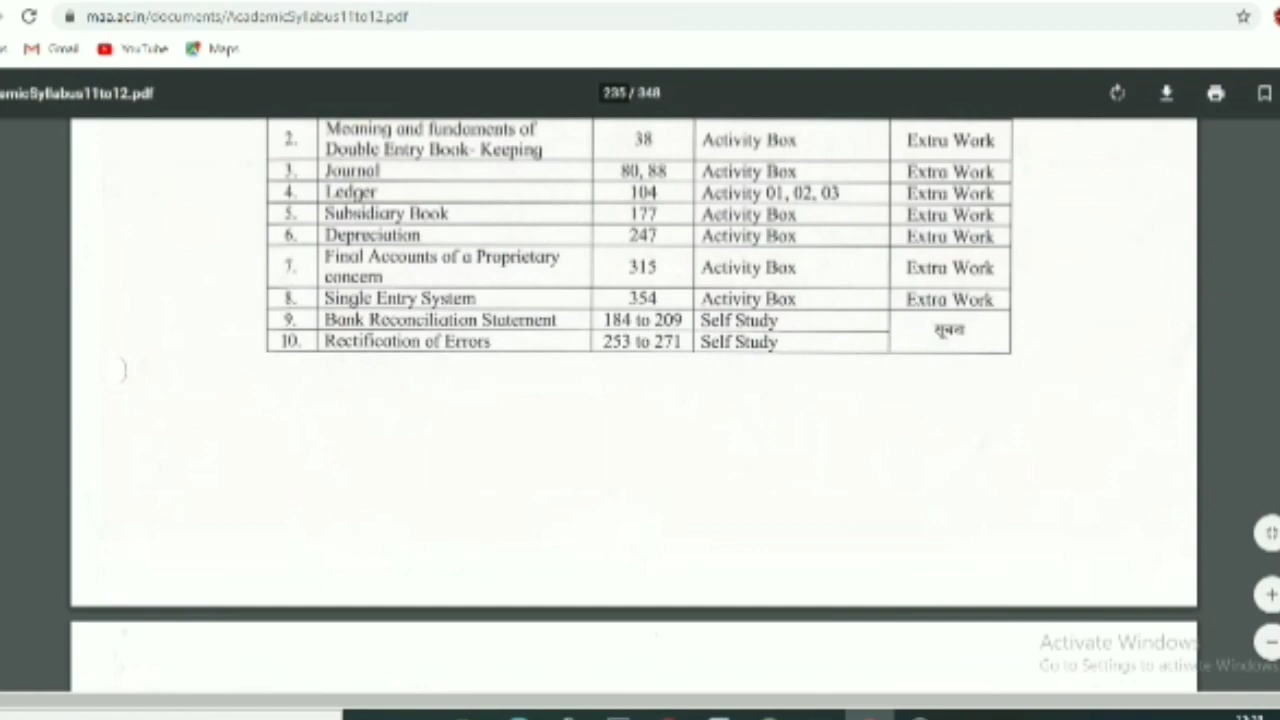 maa.ac.in/documents/AcademicSyllabus11to12.pdf
Gmail YouTube Maps
emicSyllabus11to12.pdf 235 / 348
2. Meaning and fundaments of Double Entry Book- Keeping 38 Activity Box Extra Work
3. Journal 80, 88 Activity Box Extra Work
4. Ledger 104 Activity 01, 02, 03 Extra Work
5. Subsidiary Book 177 Activity Box Extra Work
6. Depreciation 247 Activity Box Extra Work
7. Final Accounts of a Proprietary concern 315 Activity Box Extra Work
8. Single Entry System 354 Activity Box Extra Work
9. Bank Reconciliation Statement 184 to 209 Self Study सूचना
10. Rectification of Errors 253 to 271 Self Study
Activate Windows
Go to Settings to activate Windows